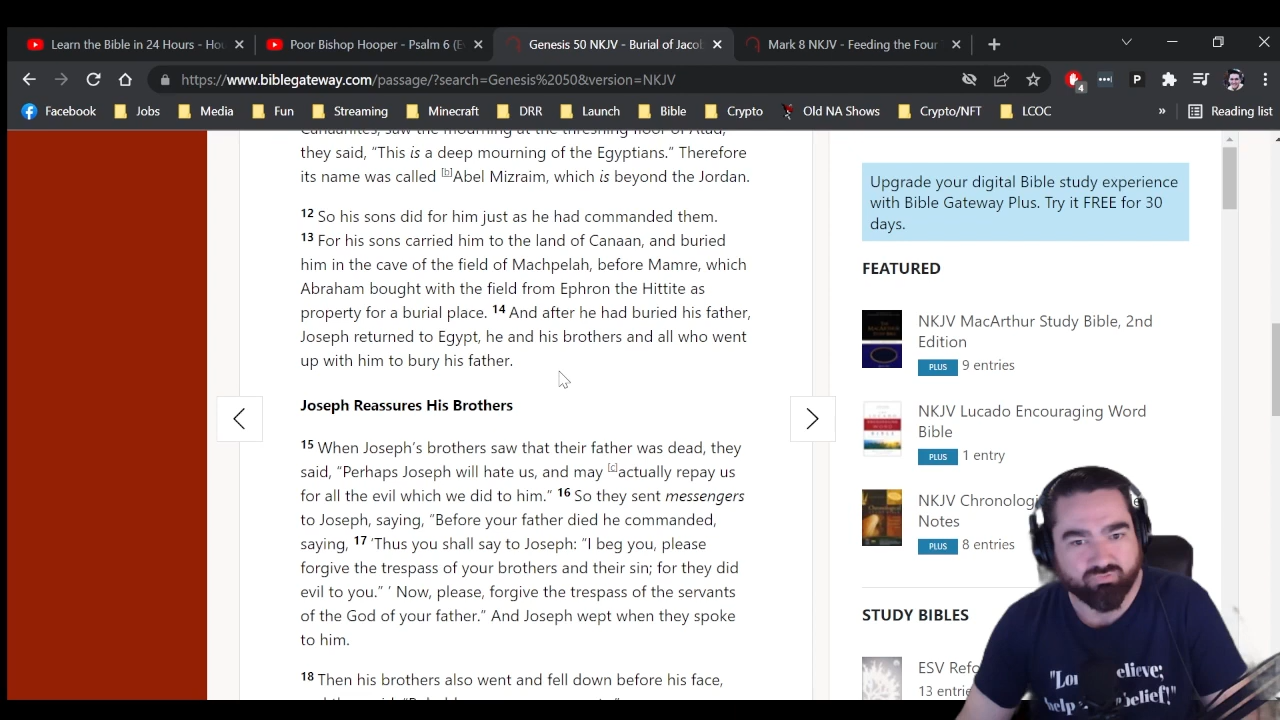 Learn the Bible in 24 Hours - Hou
Poor Bishop Hooper - Psalm 6 (E
Genesis 50 NKJV - Burial of Jacob
Mark 8 NKJV - Feeding the Four
https://www.biblegateway.com/passage/?search=Genesis%2050&version=NKJV
4
P
Facebook
Jobs
Media
Fun
Streaming
Minecraft
DRR
Launch
Bible
Crypto
Old NA Shows
Crypto/NFT
LCOC
»
Reading list
Canaanites, saw the mourning at the threshing floor of Atad,
they said, “This is a deep mourning of the Egyptians.” Therefore
its name was called [b]Abel Mizraim, which is beyond the Jordan.
12 So his sons did for him just as he had commanded them.
13 For his sons carried him to the land of Canaan, and buried
him in the cave of the field of Machpelah, before Mamre, which
Abraham bought with the field from Ephron the Hittite as
property for a burial place. 14 And after he had buried his father,
Joseph returned to Egypt, he and his brothers and all who went
up with him to bury his father.
Joseph Reassures His Brothers
15 When Joseph’s brothers saw that their father was dead, they
said, “Perhaps Joseph will hate us, and may [c]actually repay us
for all the evil which we did to him.” 16 So they sent messengers
to Joseph, saying, “Before your father died he commanded,
saying, 17 ‘Thus you shall say to Joseph: “I beg you, please
forgive the trespass of your brothers and their sin; for they did
evil to you.” ’ Now, please, forgive the trespass of the servants
of the God of your father.” And Joseph wept when they spoke
to him.
18 Then his brothers also went and fell down before his face,
Upgrade your digital Bible study experience
with Bible Gateway Plus. Try it FREE for 30
days.
FEATURED
NKJV MacArthur Study Bible, 2nd
Edition
PLUS 9 entries
NKJV Lucado Encouraging Word
Bible
PLUS 1 entry
NKJV Chronologi
Notes
PLUS 8 entries
STUDY BIBLES
ESV Refo
13 entrie
"Lo elieve;
help belief!"